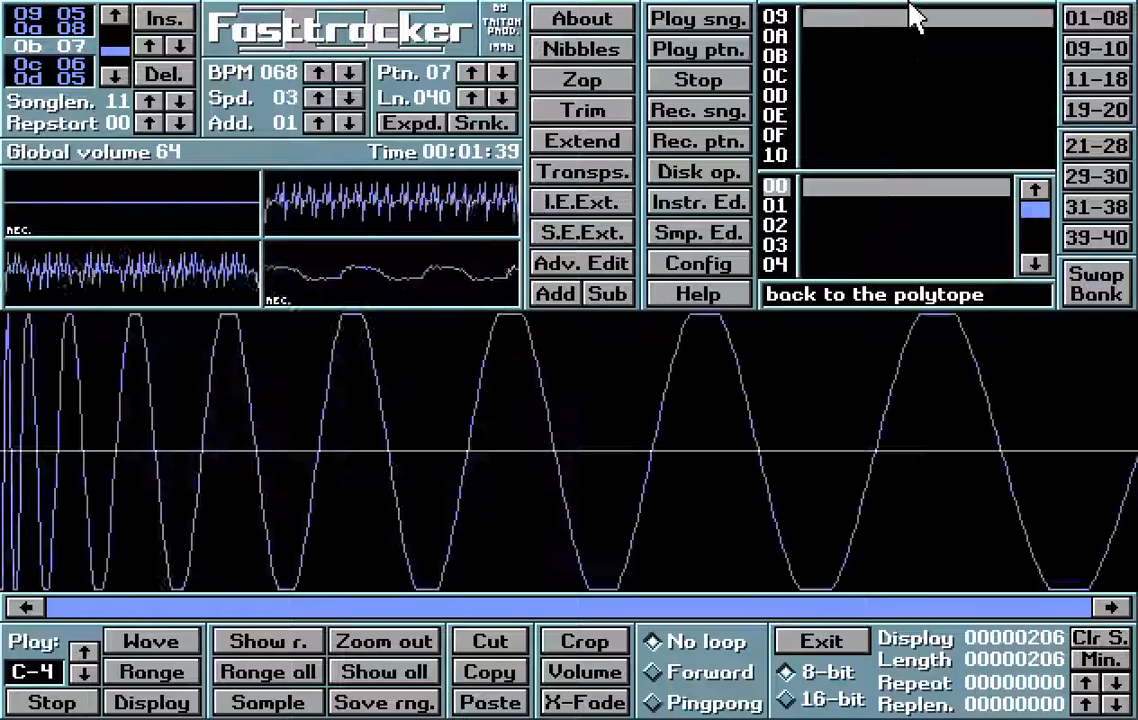 09 05
0a 08
0b 07
0c 06
0d 05
Ins.
Del.
Songlen. 11
Repstart 00
Fasttracker
BY
TRITON
PROD.
1998
BPM 068
Spd. 03
Add. 01
Ptn. 07
Ln. 040
Expd. Srnk.
Global volume 64
Time 00:01:39
REC.
REC.
About
Nibbles
Zap
Trim
Extend
Transps.
I.E.Ext.
S.E.Ext.
Adv. Edit
Add Sub
Play sng.
Play ptn.
Stop
Rec. sng.
Rec. ptn.
Disk op.
Instr. Ed.
Smp. Ed.
Config
Help
09
0A
0B
0C
0D
0E
0F
10
00
01
02
03
04
back to the polytope
01-08
09-10
11-18
19-20
21-28
29-30
31-38
39-40
Swap
Bank
Play:
C-4
Stop
Wave
Range
Display
Show r.
Range all
Sample
Zoom out
Show all
Save rng.
Cut
Copy
Paste
Crop
Volume
X-Fade
No loop
Forward
Pingpong
Exit
8-bit
16-bit
Display 00000206
Length 00000206
Repeat 00000000
Replen. 00000000
Clr S.
Min.